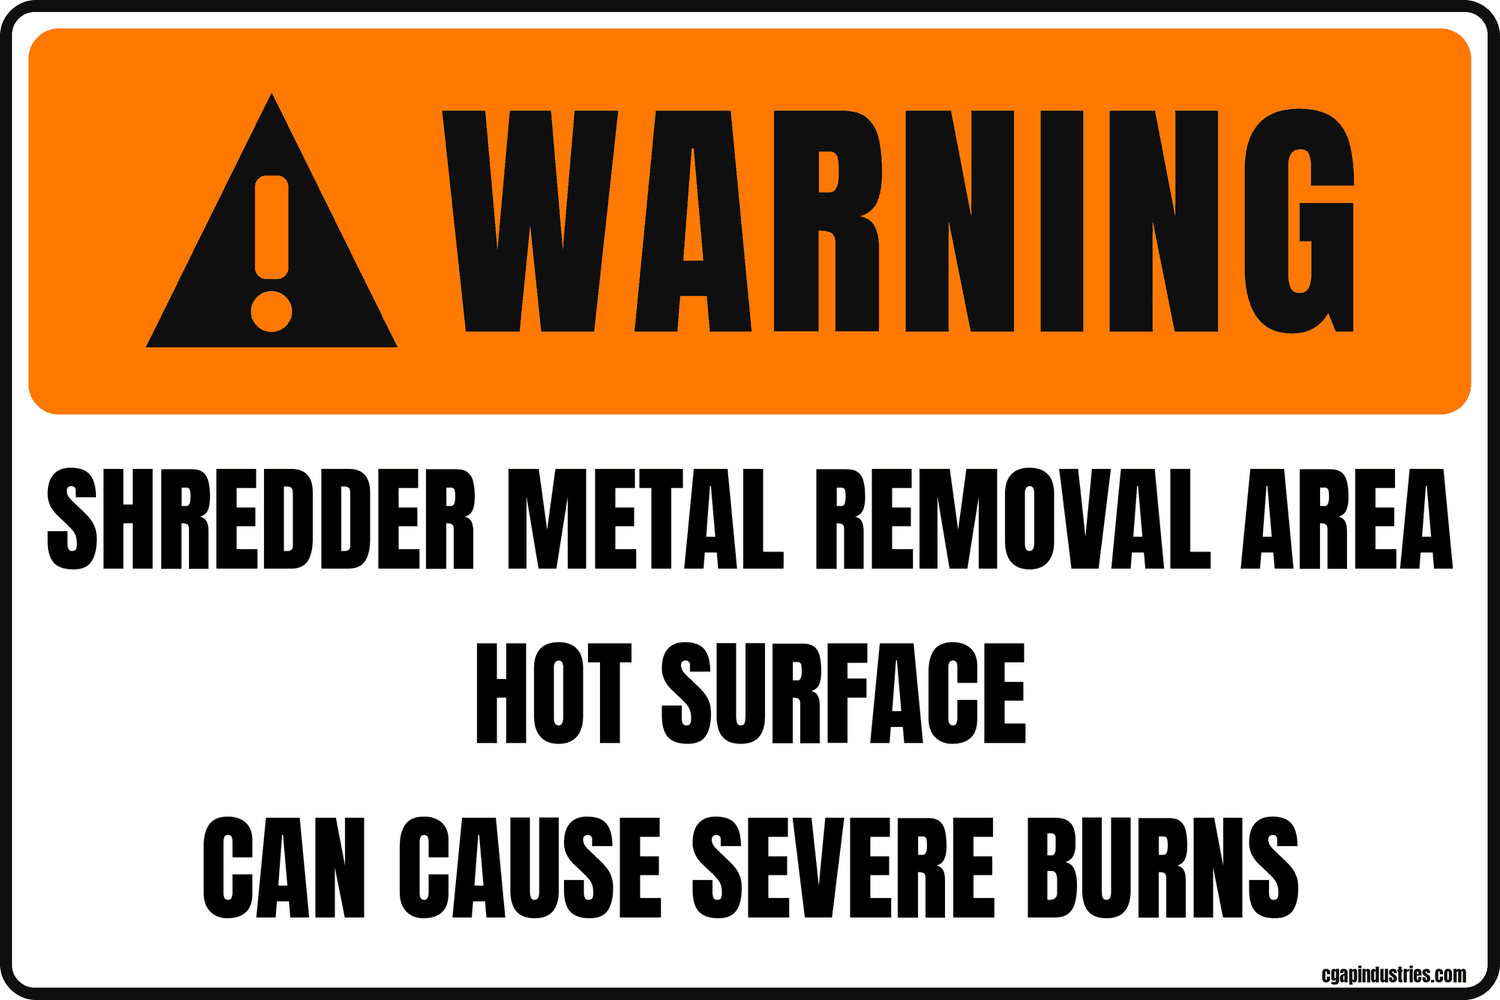 WARNING
SHREDDER METAL REMOVAL AREA
HOT SURFACE
CAN CAUSE SEVERE BURNS
cgapindustries.com